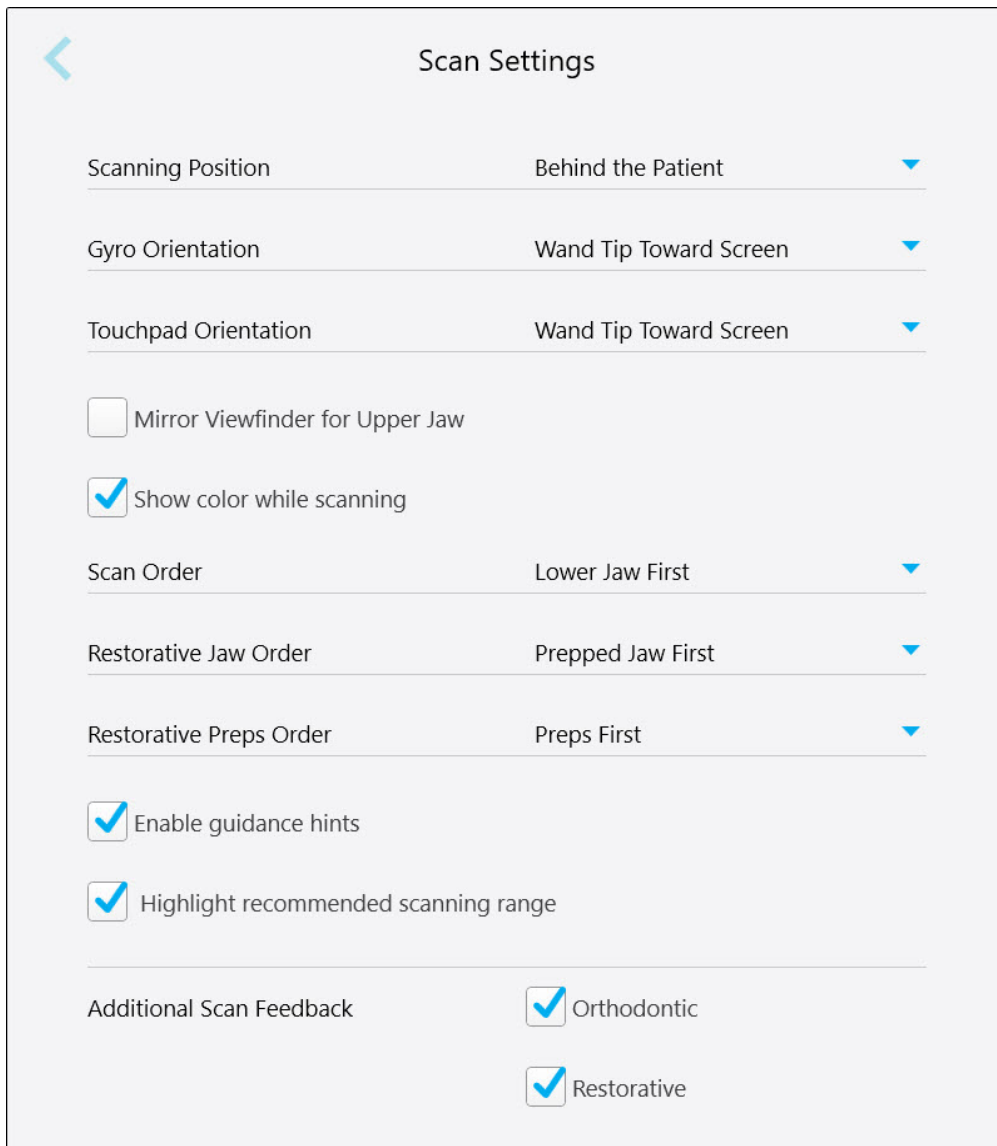 Scan Settings
Scanning Position Behind the Patient
Gyro Orientation Wand Tip Toward Screen
Touchpad Orientation Wand Tip Toward Screen
Mirror Viewfinder for Upper Jaw
Show color while scanning
Scan Order Lower Jaw First
Restorative Jaw Order Prepped Jaw First
Restorative Preps Order Preps First
Enable guidance hints
Highlight recommended scanning range
Additional Scan Feedback Orthodontic
Restorative